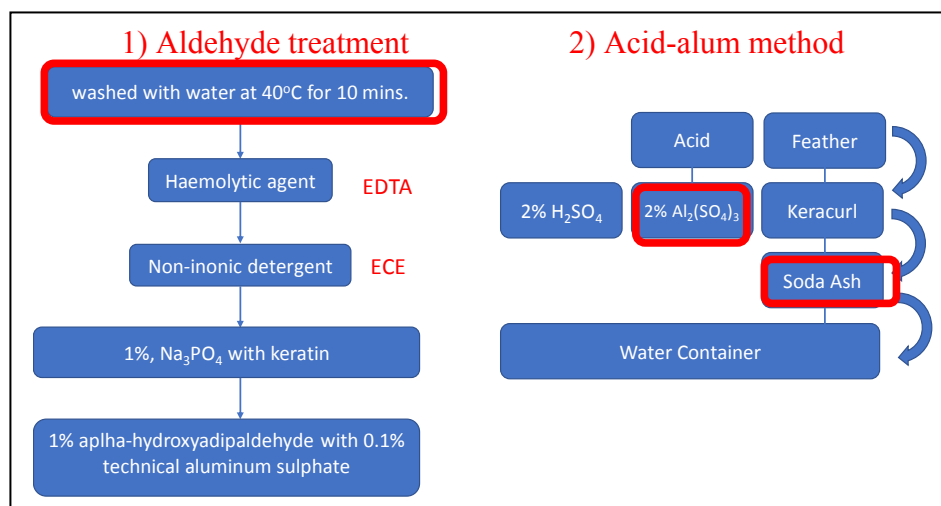 1) Aldehyde treatment
washed with water at 40°C for 10 mins.
Haemolytic agent
EDTA
Non-inonic detergent
ECE
1%, Na₃PO₄ with keratin
1% aplha-hydroxyadipaldehyde with 0.1%
technical aluminum sulphate
2) Acid-alum method
Acid
Feather
2% H₂SO₄
2% Al₂(SO₄)₃
Keracurl
Soda Ash
Water Container